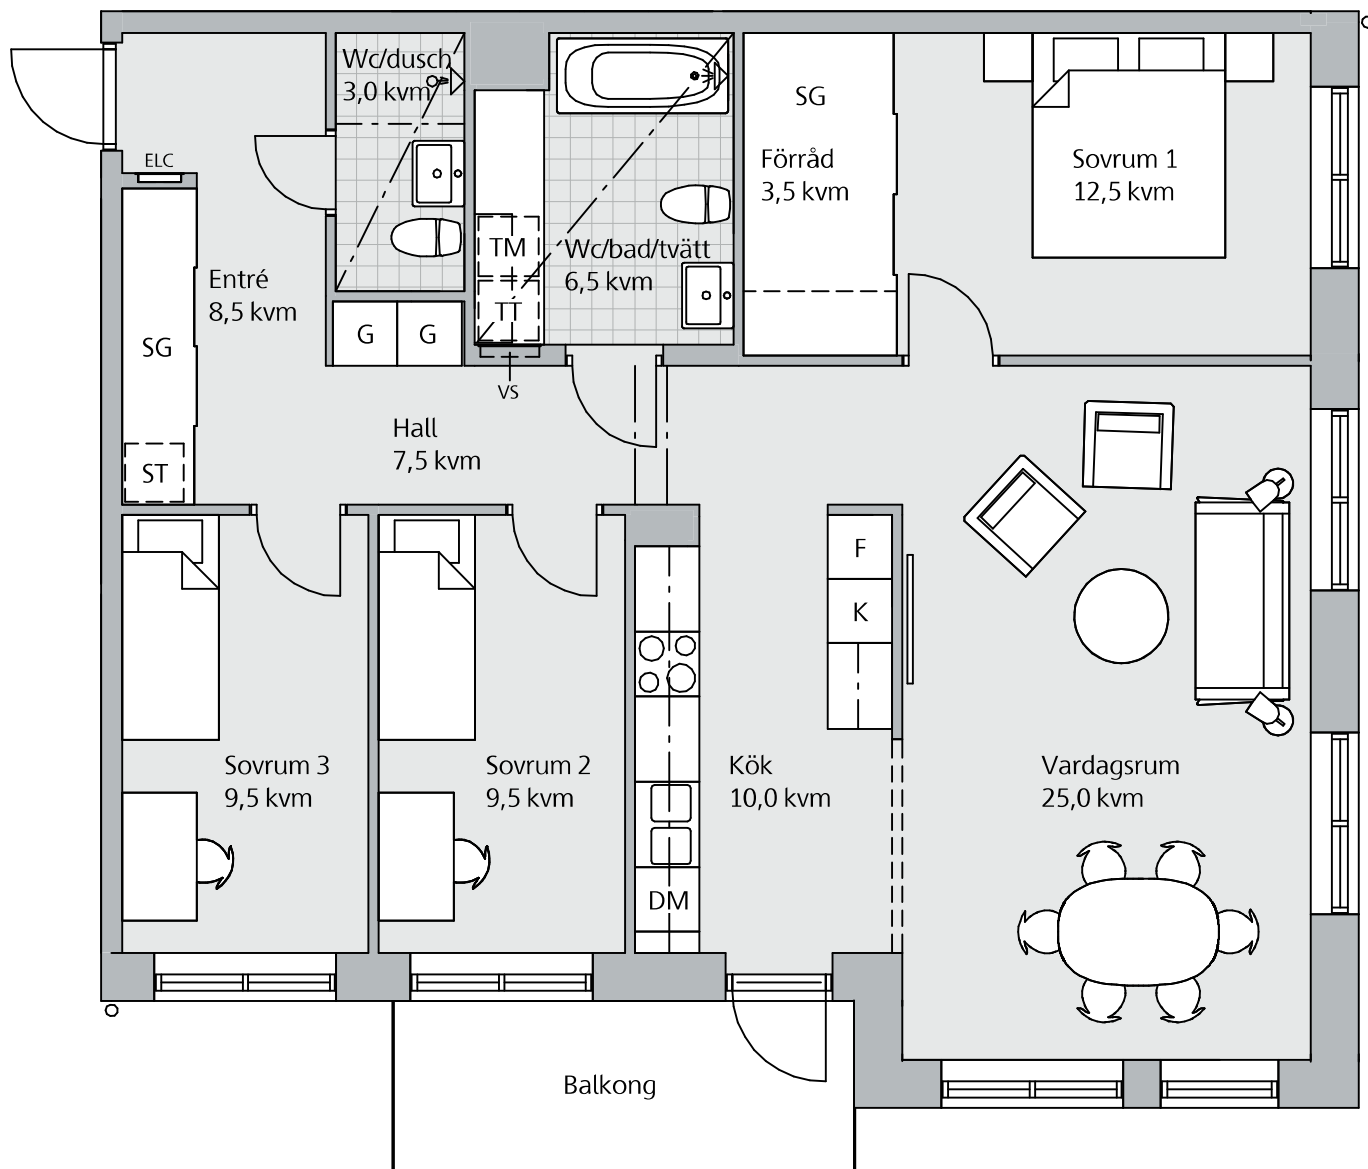 Wc/dusch
3,0 kvm
SG
Förråd
3,5 kvm
Sovrum 1
12,5 kvm
ELC
Entré
8,5 kvm
TM
Wc/bad/tvätt
6,5 kvm
TT
G
G
SG
VS
Hall
7,5 kvm
ST
F
K
Sovrum 3
9,5 kvm
Sovrum 2
9,5 kvm
Kök
10,0 kvm
Vardagsrum
25,0 kvm
DM
Balkong